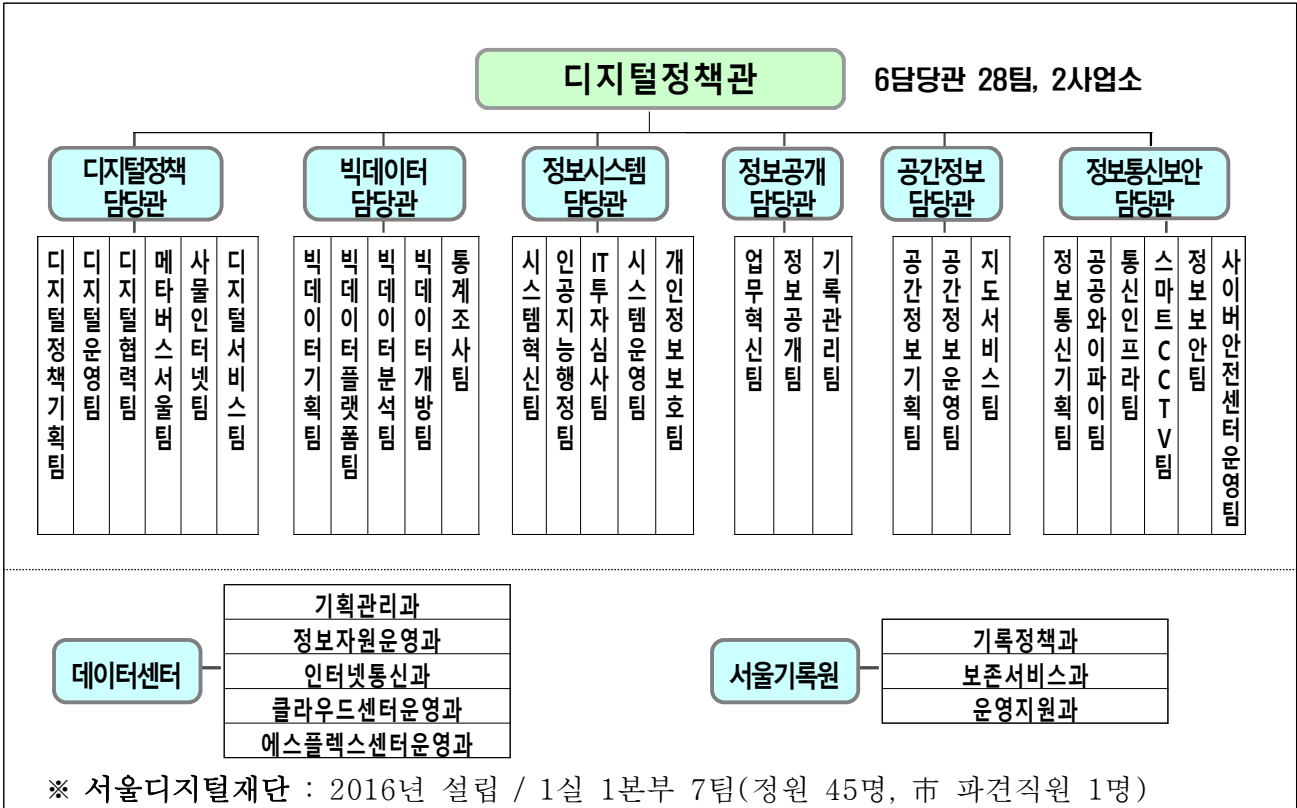 디지털정책관
6담당관 28팀, 2사업소
디지털정책
담당관
빅데이터
담당관
정보시스템
담당관
정보공개
담당관
공간정보
담당관
정보통신보안
담당관
디지털정책기획팀
디지털운영팀
디지털협력팀
메타버스서울팀
사물인터넷팀
디지털서비스팀
빅데이터기획팀
빅데이터플랫폼팀
빅데이터분석팀
빅데이터개방팀
통계조사팀
시스템혁신팀
인공지능행정팀
IT투자심사팀
시스템운영팀
개인정보보호팀
업무혁신팀
정보공개팀
기록관리팀
공간정보기획팀
공간정보운영팀
지도서비스팀
정보통신기획팀
공공와이파이팀
통신인프라팀
스마트CCTV팀
정보보안팀
사이버안전센터운영팀
데이터센터
기획관리과
정보자원운영과
인터넷통신과
클라우드센터운영과
에스플렉스센터운영과
서울기록원
기록정책과
보존서비스과
운영지원과
※ 서울디지털재단 : 2016년 설립 / 1실 1본부 7팀(정원 45명, 市 파견직원 1명)